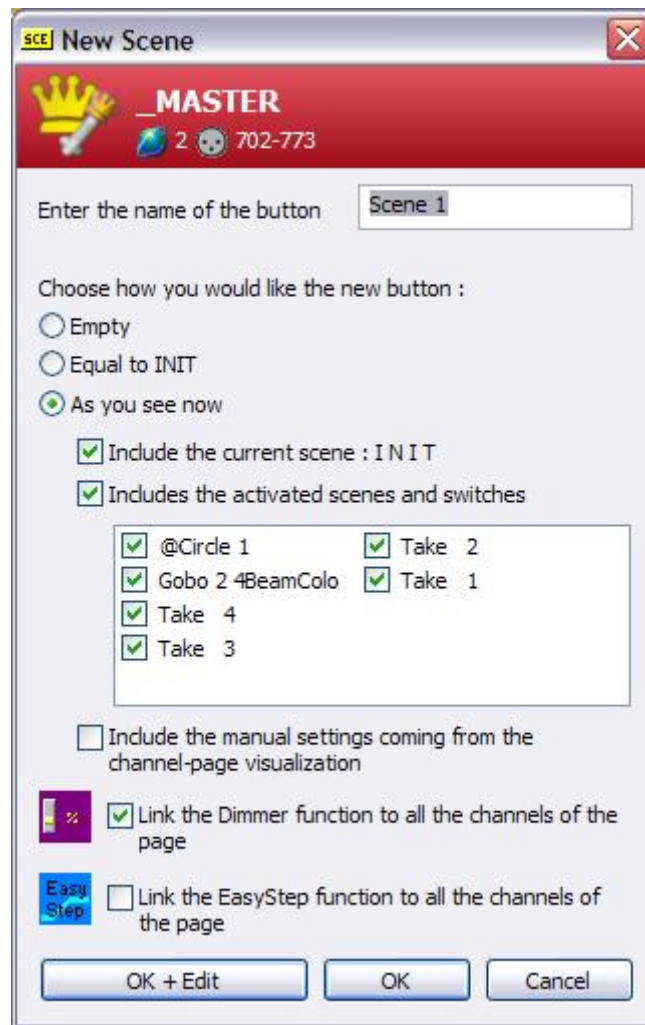 SCE New Scene
_MASTER
2 702-773
Enter the name of the button Scene 1
Choose how you would like the new button :
Empty
Equal to INIT
As you see now
Include the current scene : I N I T
Includes the activated scenes and switches
@Circle 1 Take 2
Gobo 2 4BeamColo Take 1
Take 4
Take 3
Include the manual settings coming from the
channel-page visualization
% Link the Dimmer function to all the channels of the
page
Easy
Step Link the EasyStep function to all the channels of
the page
OK + Edit OK Cancel